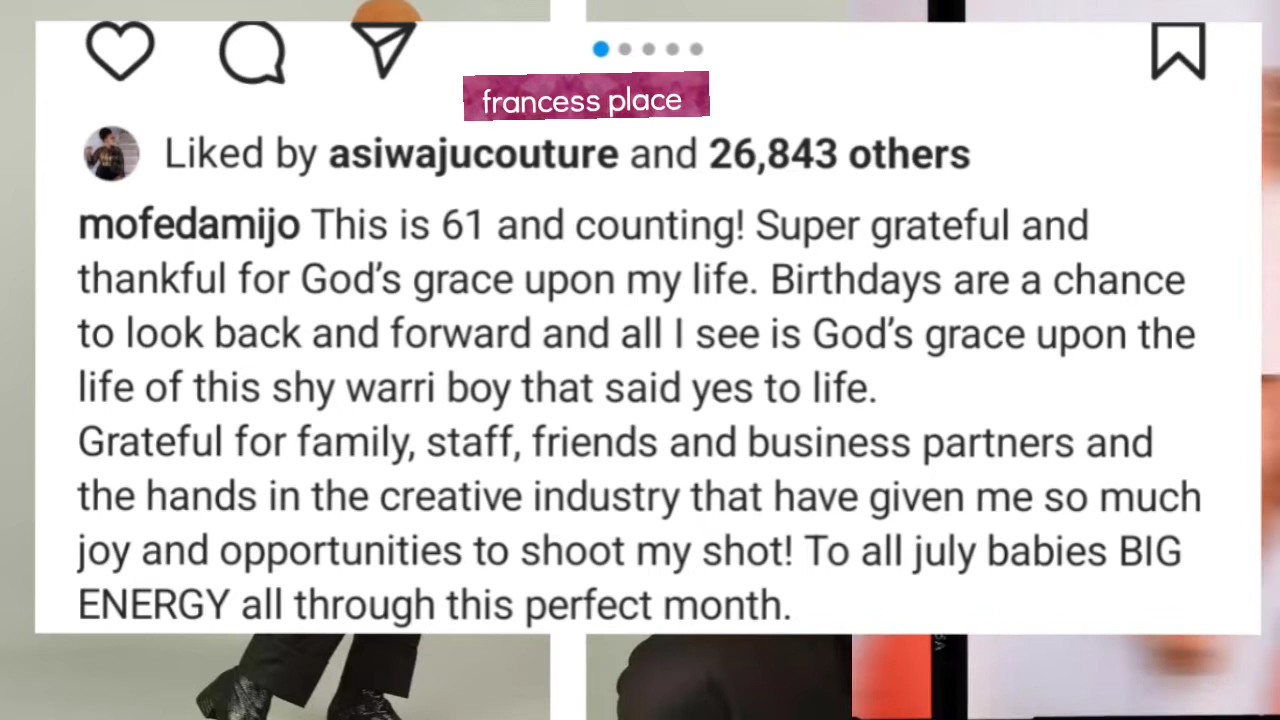 francess place
Liked by asiwajucouture and 26,843 others
mofedamijo This is 61 and counting! Super grateful and
thankful for God's grace upon my life. Birthdays are a chance
to look back and forward and all I see is God's grace upon the
life of this shy warri boy that said yes to life.
Grateful for family, staff, friends and business partners and
the hands in the creative industry that have given me so much
joy and opportunities to shoot my shot! To all july babies BIG
ENERGY all through this perfect month.